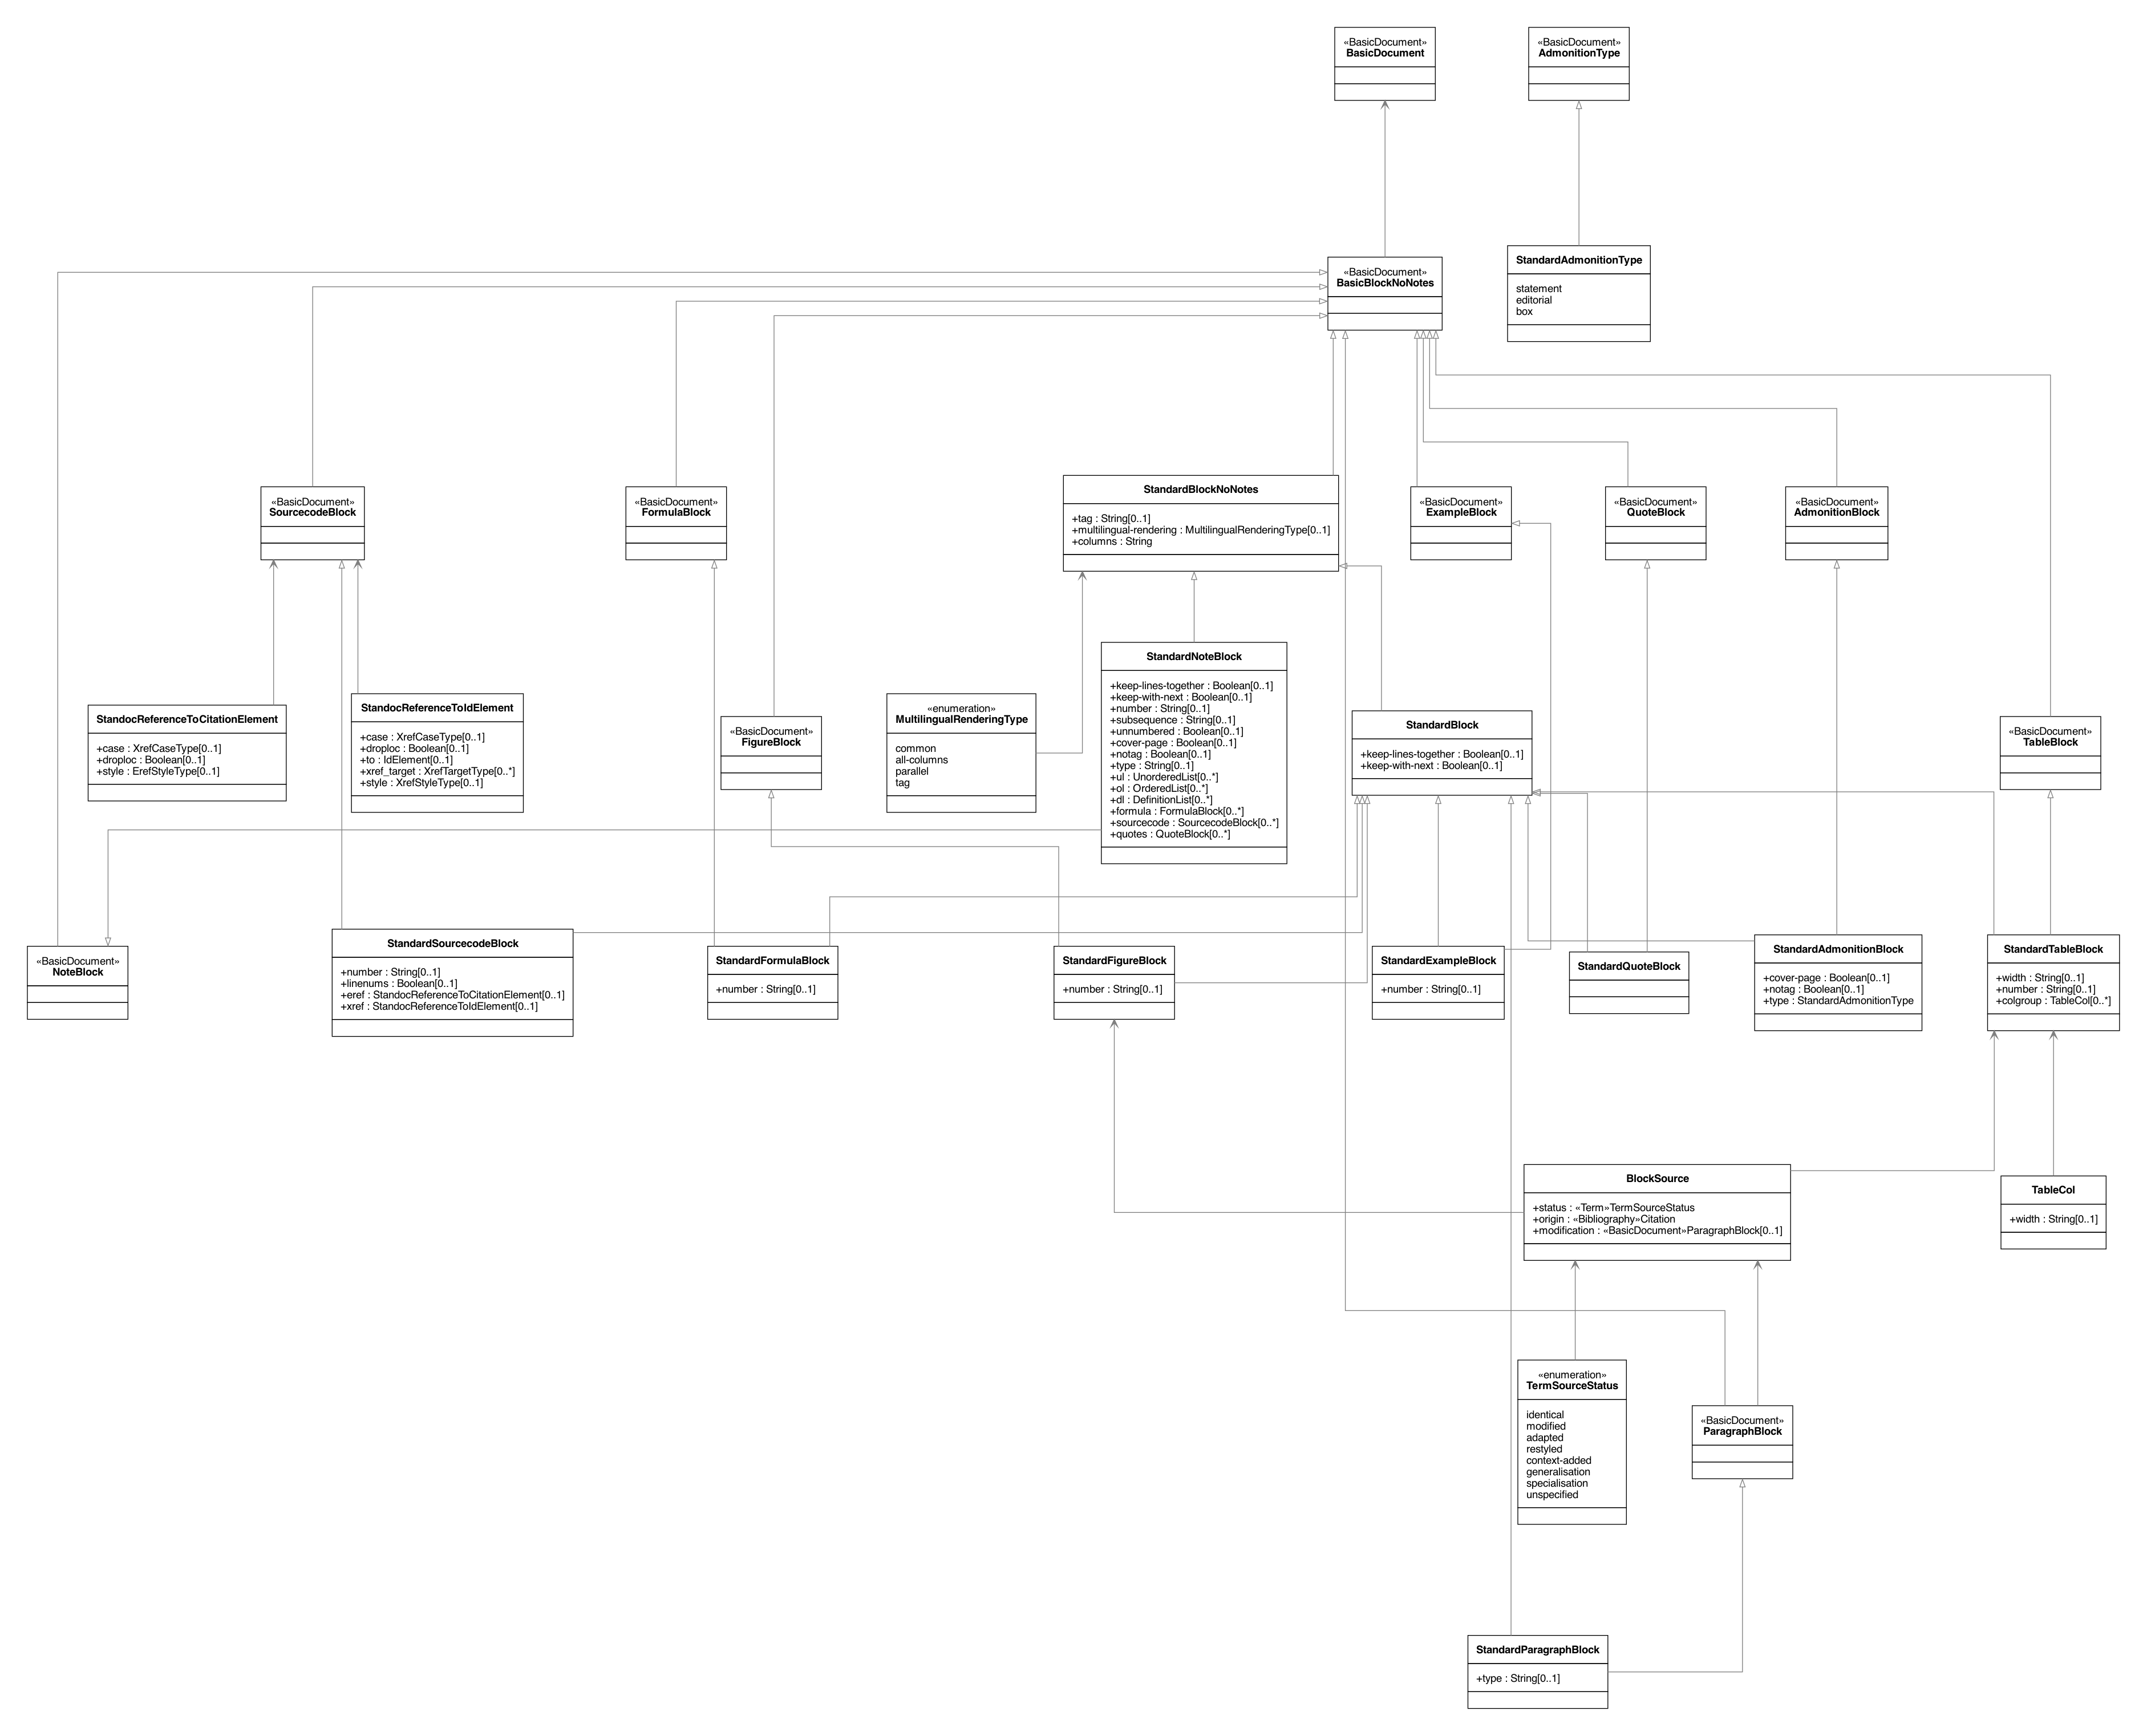 «BasicDocument»
BasicDocument
«BasicDocument»
AdmonitionType
«BasicDocument»
BasicBlockNoNotes
StandardAdmonitionType
statement
editorial
box
«BasicDocument»
SourcecodeBlock
«BasicDocument»
FormulaBlock
StandardBlockNoNotes
+tag : String[0..1]
+multilingual-rendering : MultilingualRenderingType[0..1]
+columns : String
«BasicDocument»
ExampleBlock
«BasicDocument»
QuoteBlock
«BasicDocument»
AdmonitionBlock
StandocReferenceToCitationElement
+case : XrefCaseType[0..1]
+droploc : Boolean[0..1]
+style : ErefStyleType[0..1]
StandocReferenceToIdElement
+case : XrefCaseType[0..1]
+droploc : Boolean[0..1]
+to : IdElement[0..1]
+xref_target : XrefTargetType[0..*]
+style : XrefStyleType[0..1]
«BasicDocument»
FigureBlock
«enumeration»
MultilingualRenderingType
common
all-columns
parallel
tag
StandardNoteBlock
+keep-lines-together : Boolean[0..1]
+keep-with-next : Boolean[0..1]
+number : String[0..1]
+subsequence : String[0..1]
+unnumbered : Boolean[0..1]
+cover-page : Boolean[0..1]
+notag : Boolean[0..1]
+type : String[0..1]
+ul : UnorderedList[0..*]
+ol : OrderedList[0..*]
+dl : DefinitionList[0..*]
+formula : FormulaBlock[0..*]
+sourcecode : SourcecodeBlock[0..*]
+quotes : QuoteBlock[0..*]
StandardBlock
+keep-lines-together : Boolean[0..1]
+keep-with-next : Boolean[0..1]
«BasicDocument»
TableBlock
«BasicDocument»
NoteBlock
StandardSourcecodeBlock
+number : String[0..1]
+linenums : Boolean[0..1]
+eref : StandocReferenceToCitationElement[0..1]
+xref : StandocReferenceToIdElement[0..1]
StandardFormulaBlock
+number : String[0..1]
StandardFigureBlock
+number : String[0..1]
StandardExampleBlock
+number : String[0..1]
StandardQuoteBlock
StandardAdmonitionBlock
+cover-page : Boolean[0..1]
+notag : Boolean[0..1]
+type : StandardAdmonitionType
StandardTableBlock
+width : String[0..1]
+number : String[0..1]
+colgroup : TableCol[0..*]
BlockSource
+status : «Term»TermSourceStatus
+origin : «Bibliography»Citation
+modification : «BasicDocument»ParagraphBlock[0..1]
TableCol
+width : String[0..1]
«enumeration»
TermSourceStatus
identical
modified
adapted
restyled
context-added
generalisation
specialisation
unspecified
«BasicDocument»
ParagraphBlock
StandardParagraphBlock
+type : String[0..1]